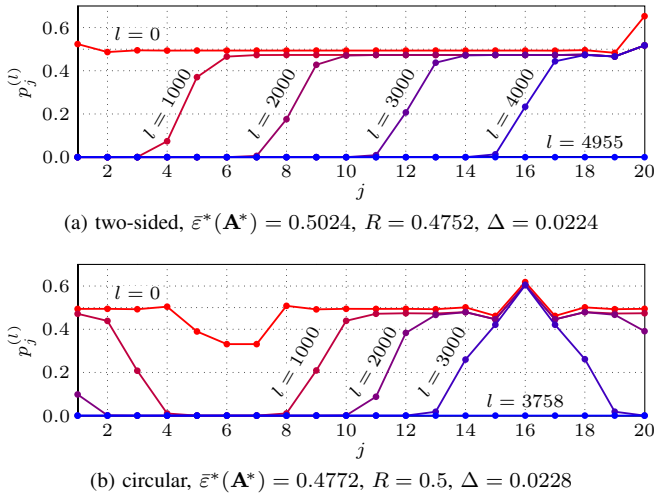 0.6
0.4
0.2
0.0
p_j^{(l)}
l = 0
l = 1000
l = 2000
l = 3000
l = 4000
l = 4955
2 4 6 8 10 12 14 16 18 20
j
(a) two-sided, ε̄*(A*) = 0.5024, R = 0.4752, Δ = 0.0224
0.6
0.4
0.2
0.0
p_j^{(l)}
l = 0
l = 1000
l = 2000
l = 3000
l = 3758
2 4 6 8 10 12 14 16 18 20
j
(b) circular, ε̄*(A*) = 0.4772, R = 0.5, Δ = 0.0228